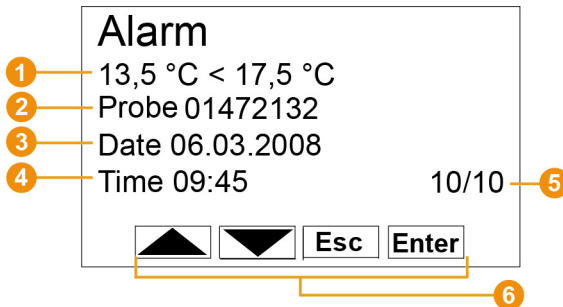 Alarm
1 13,5 °C < 17,5 °C
2 Probe 01472132
3 Date 06.03.2008
4 Time 09:45 10/10 5
Esc Enter
6